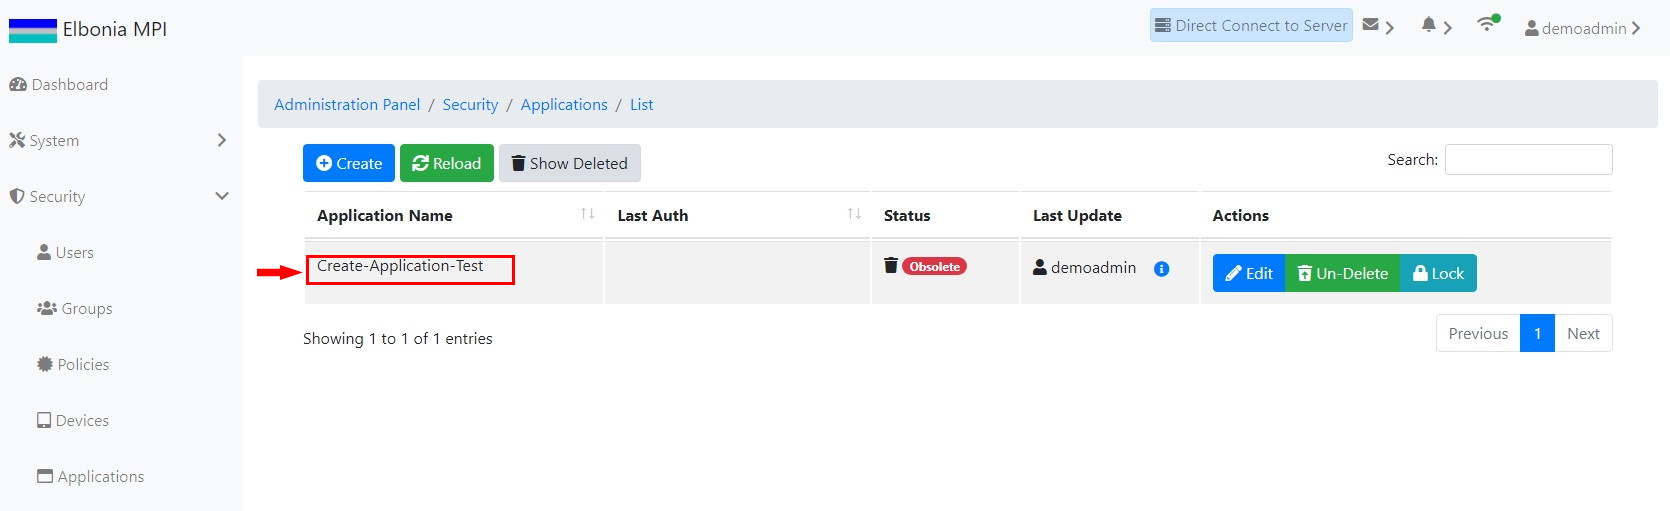 Elbonia MPI
Direct Connect to Server
demoadmin
Dashboard
System
Security
Users
Groups
Policies
Devices
Applications
Administration Panel / Security / Applications / List
Create Reload Show Deleted
Search:
Application Name Last Auth Status Last Update Actions
Create-Application-Test Obsolete demoadmin Edit Un-Delete Lock
Showing 1 to 1 of 1 entries
Previous 1 Next